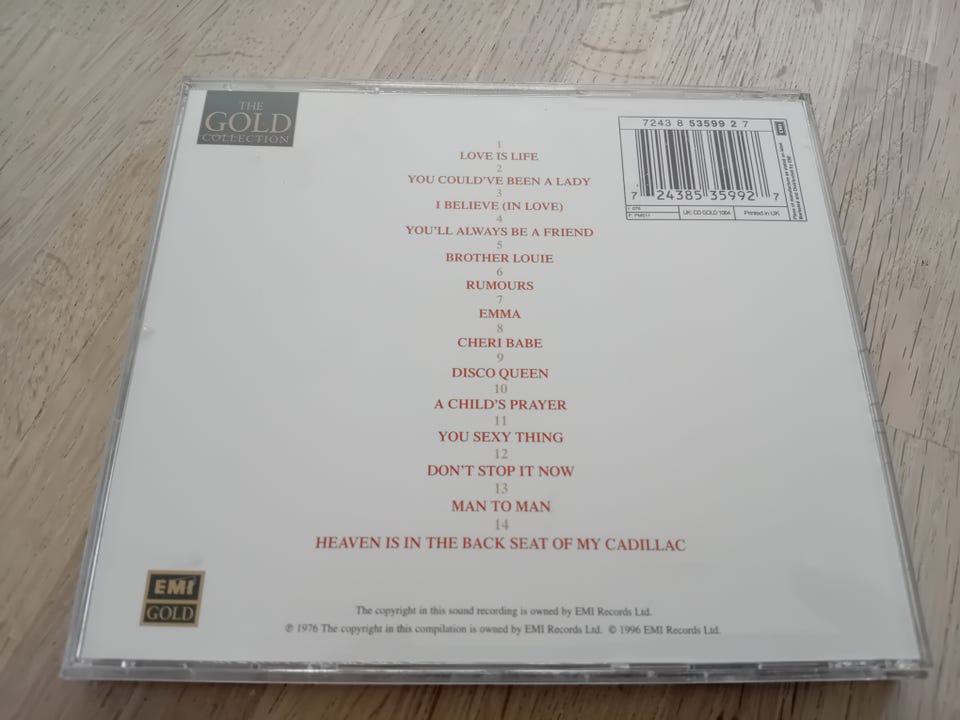 THE
GOLD
COLLECTION
7243 8 53599 2 7
7 24385 35992 7
EMI
UK: CD GOLD 1064
Printed in UK
1
LOVE IS LIFE
2
YOU COULD'VE BEEN A LADY
3
I BELIEVE (IN LOVE)
4
YOU'LL ALWAYS BE A FRIEND
5
BROTHER LOUIE
6
RUMOURS
7
EMMA
8
CHERI BABE
9
DISCO QUEEN
10
A CHILD'S PRAYER
11
YOU SEXY THING
12
DON'T STOP IT NOW
13
MAN TO MAN
14
HEAVEN IS IN THE BACK SEAT OF MY CADILLAC
EMI
GOLD
The copyright in this sound recording is owned by EMI Records Ltd.
℗ 1976 The copyright in this compilation is owned by EMI Records Ltd. © 1996 EMI Records Ltd.